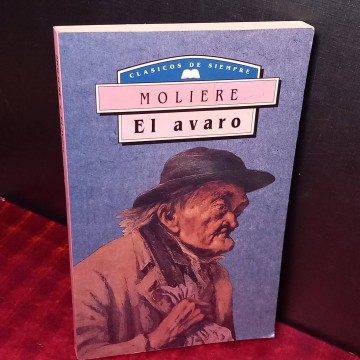 CLASICOS DE SIEMPRE
MOLIERE
El avaro